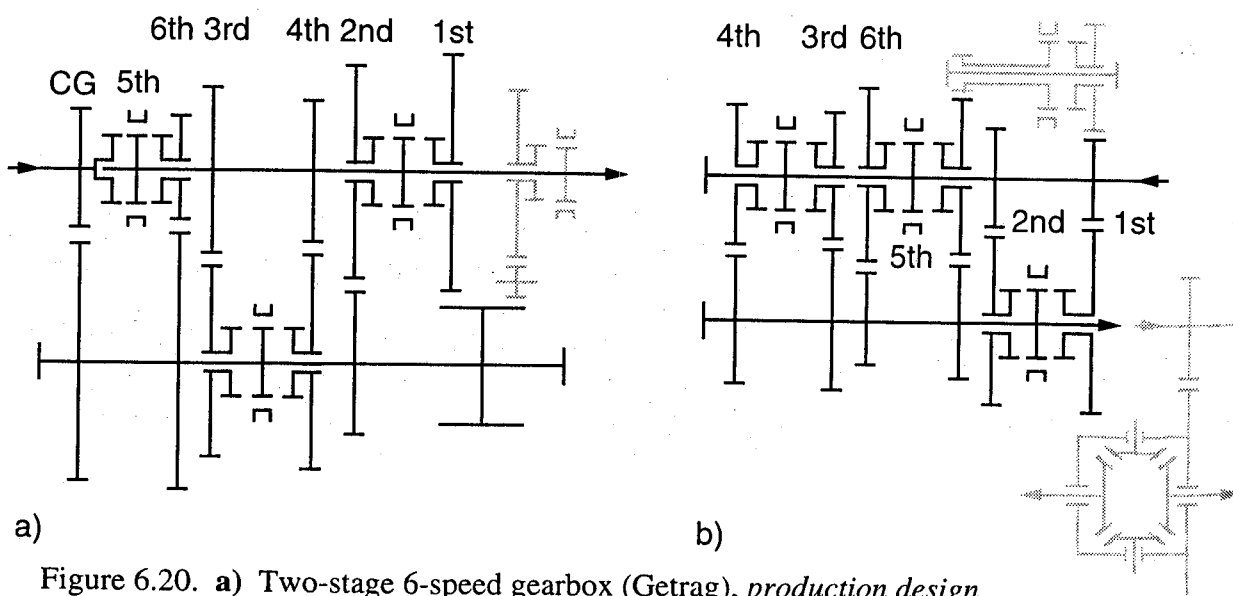 6th 3rd 4th 2nd 1st
CG 5th
4th 3rd 6th
2nd 1st
5th
a)
b)
Figure 6.20. a) Two-stage 6-speed gearbox (Getrag), production design